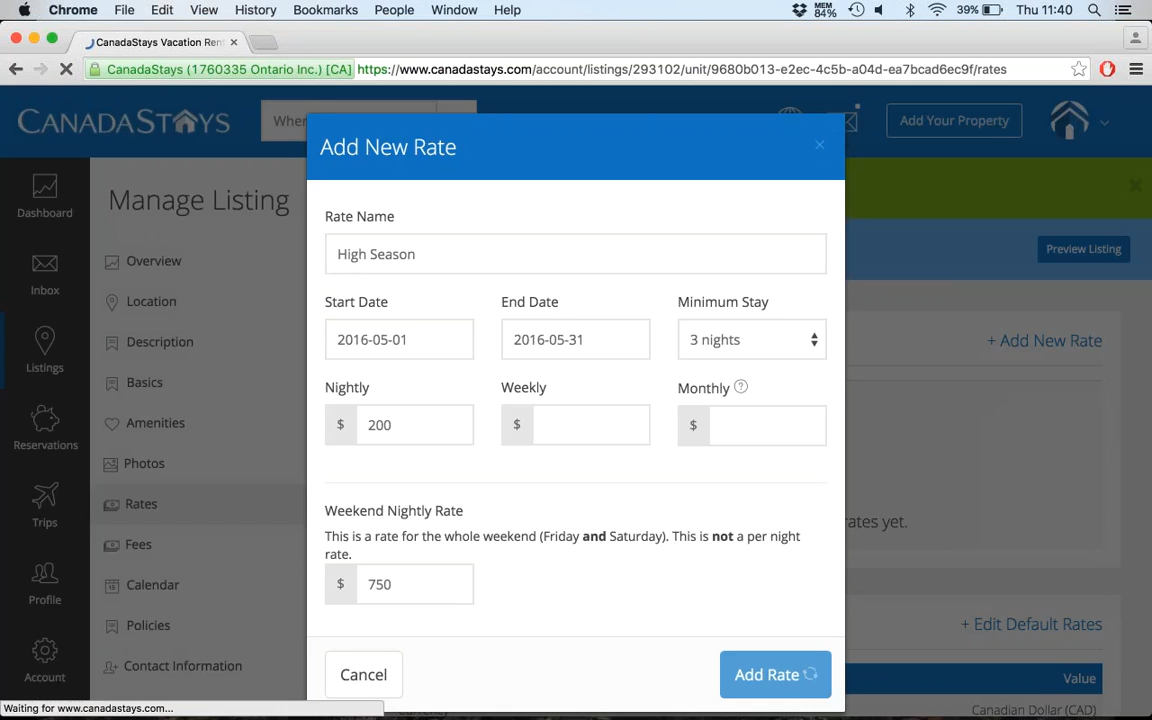 Chrome File Edit View History Bookmarks People Window Help MEM 84% 39% Thu 11:40
CanadaStays Vacation Ren
CanadaStays (1760335 Ontario Inc.) [CA] https://www.canadastays.com/account/listings/293102/unit/9680b013-e2ec-4c5b-a04d-ea7bcad6ec9f/rates
CANADASTAYS
Add Your Property
Add New Rate
Manage Listing
Preview Listing
Dashboard
Inbox
Listings
Reservations
Trips
Profile
Account
Overview
Location
Description
Basics
Amenities
Photos
Rates
Fees
Calendar
Policies
Contact Information
Rate Name
High Season
Start Date End Date Minimum Stay
2016-05-01 2016-05-31 3 nights
Nightly Weekly Monthly ?
$ 200 $ $
Weekend Nightly Rate
This is a rate for the whole weekend (Friday and Saturday). This is not a per night
rate.
$ 750
Cancel Add Rate
+ Add New Rate
rates yet.
+ Edit Default Rates
Value
Canadian Dollar (CAD)
Waiting for www.canadastays.com...